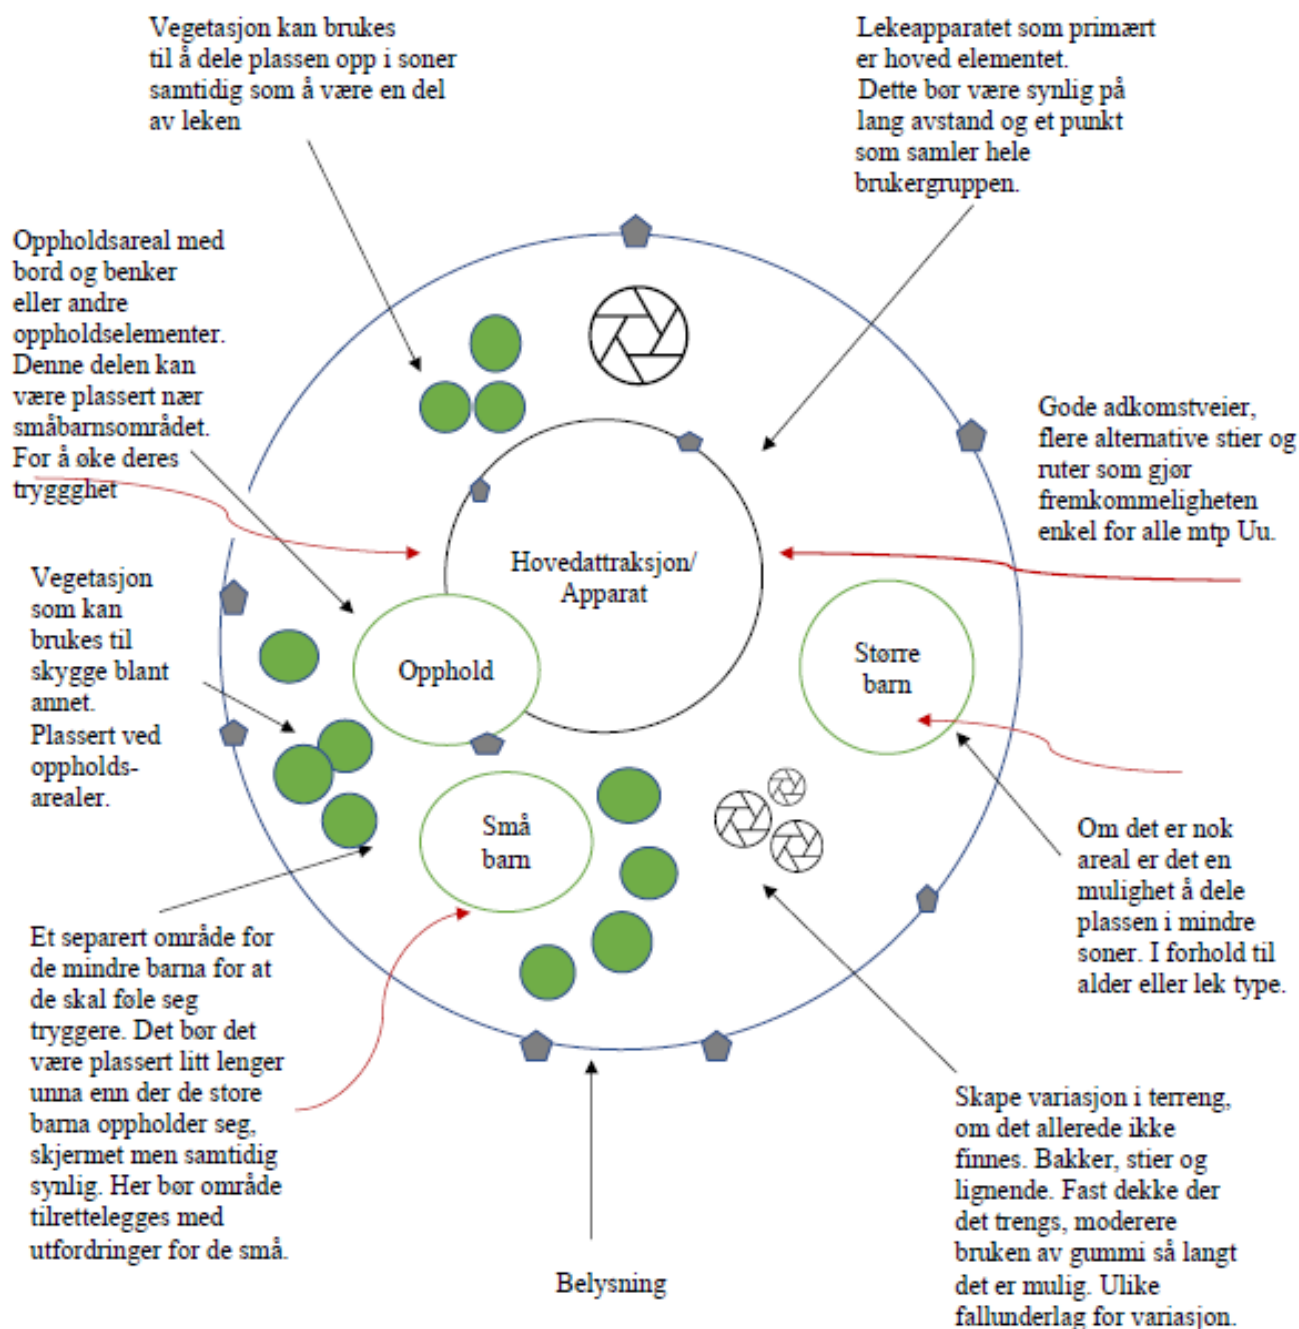 Vegetasjon kan brukes
til å dele plassen opp i soner
samtidig som å være en del
av leken
Lekeapparatet som primært
er hoved elementet.
Dette bør være synlig på
lang avstand og et punkt
som samler hele
brukergruppen.
Oppholdsareal med
bord og benker
eller andre
oppholdselementer.
Denne delen kan
være plassert nær
småbarnsområdet.
For å øke deres
tryggghet
Gode adkomstveier,
flere alternative stier og
ruter som gjør
fremkommeligheten
enkel for alle mtp Uu.
Hovedattraksjon/
Apparat
Vegetasjon
som kan
brukes til
skygge blant
annet.
Plassert ved
oppholds-
arealer.
Opphold
Større
barn
Små
barn
Om det er nok
areal er det en
mulighet å dele
plassen i mindre
soner. I forhold til
alder eller lek type.
Et separert område for
de mindre barna for at
de skal føle seg
tryggere. Det bør det
være plassert litt lenger
unna enn der de store
barna oppholder seg,
skjermet men samtidig
synlig. Her bør område
tilrettelegges med
utfordringer for de små.
Skape variasjon i terreng,
om det allerede ikke
finnes. Bakker, stier og
lignende. Fast dekke der
det trengs, moderere
bruken av gummi så langt
det er mulig. Ulike
fallunderlag for variasjon.
Belysning